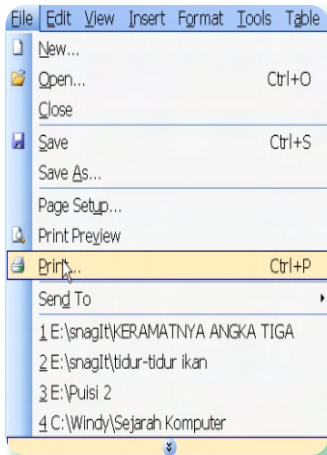 File Edit View Insert Format Tools Table
New...
Open... Ctrl+O
Close
Save Ctrl+S
Save As...
Page Setup...
Print Preview
Print... Ctrl+P
Send To
1 E:\snagIt\KERAMATNYA ANGKA TIGA
2 E:\snagIt\tidur-tidur ikan
3 E:\Puisi 2
4 C:\Windy\Sejarah Komputer